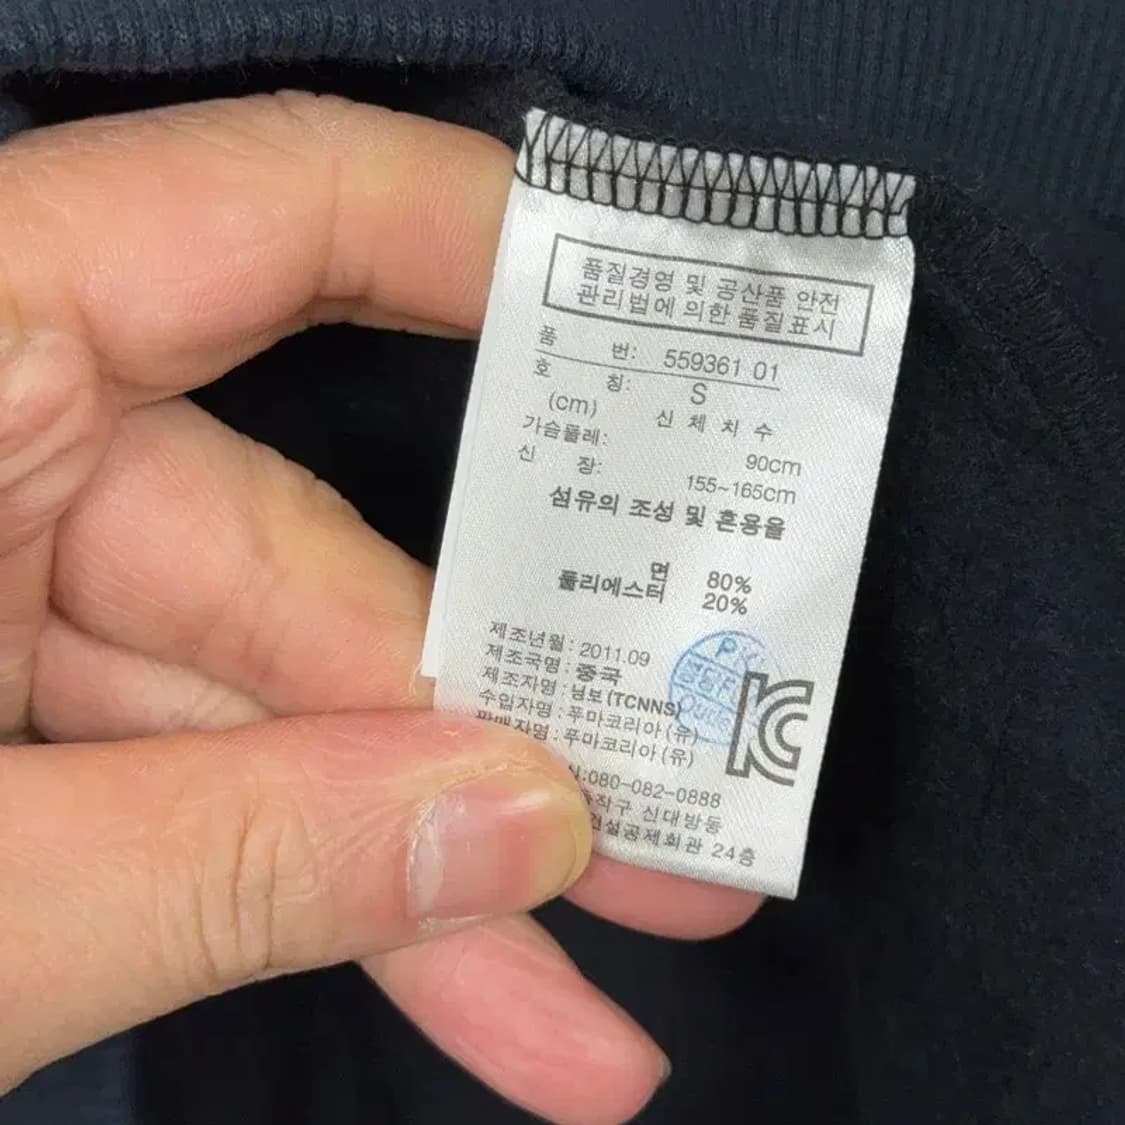 품질경영 및 공산품 안전
관리법에 의한 품질표시
품 번: 559361 01
호 칭: S
(cm) 신 체 치 수
가슴둘레: 90cm
신 장: 155~165cm
섬유의 조성 및 혼용율
면 80%
폴리에스터 20%
제조년월 : 2011.09
제조국명 : 중국
제조자명 : 닝보 (TCNNS)
수입자명 : 푸마코리아 (유)
판매자명 : 푸마코리아 (유)
:080-082-0888
신대방동
건설공제회관 24층
KC